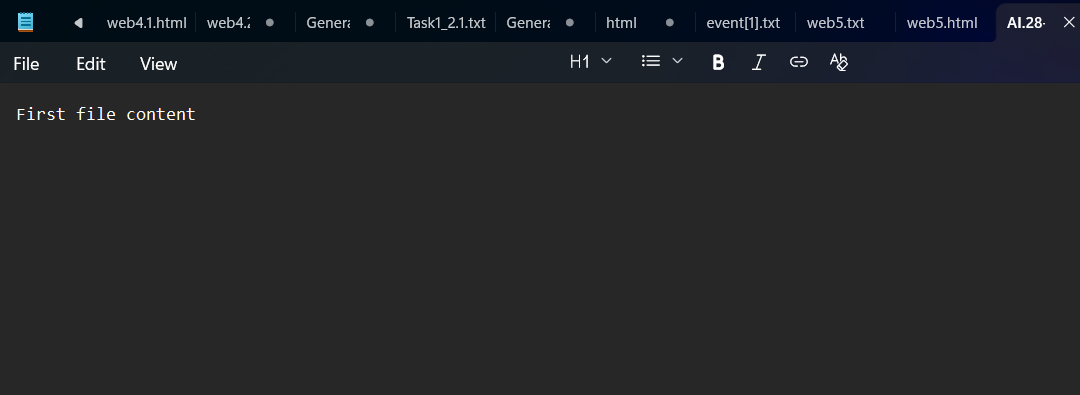 web4.1.html web4.2 Genera Task1_2.1.txt Genera html event[1].txt web5.txt web5.html AI.28-
File Edit View H1 B I
First file content